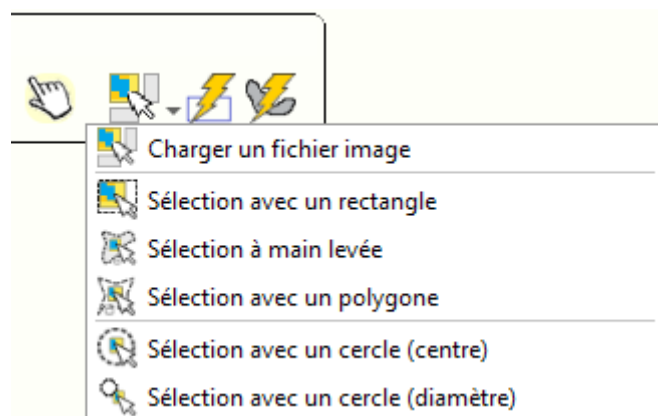 Charger un fichier image
Sélection avec un rectangle
Sélection à main levée
Sélection avec un polygone
Sélection avec un cercle (centre)
Sélection avec un cercle (diamètre)